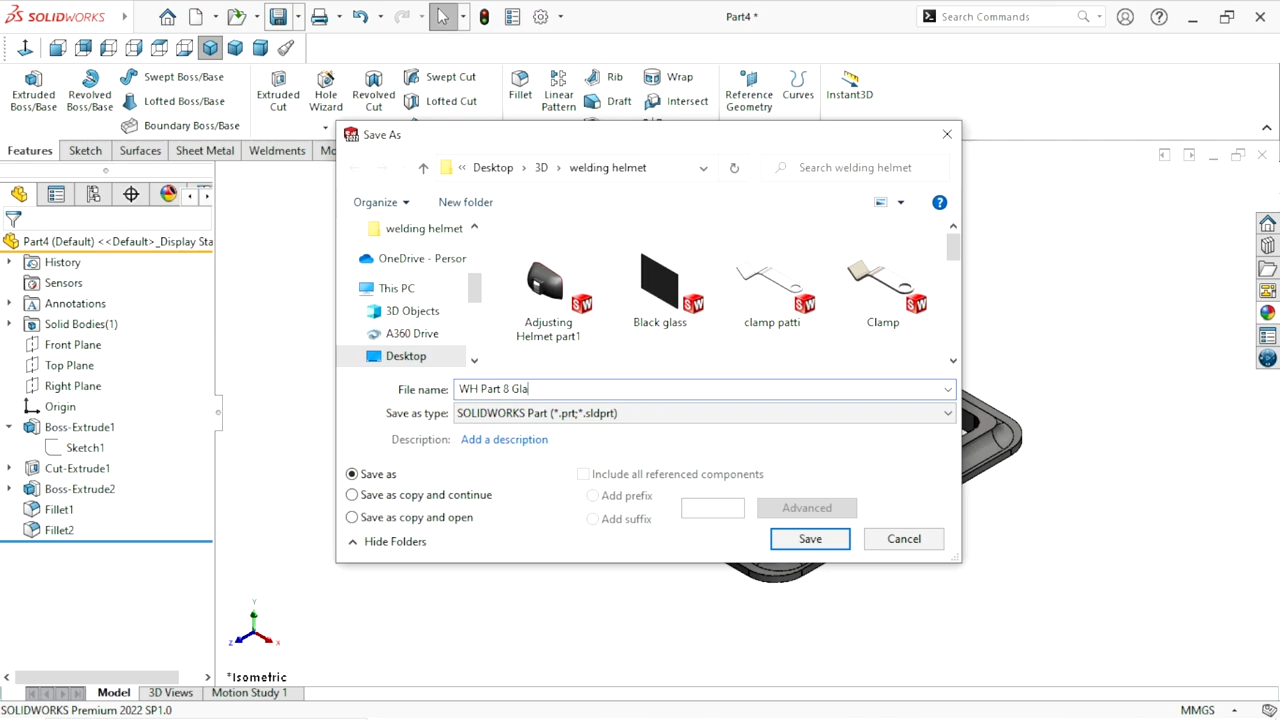 SOLIDWORKS
Part4 *
Search Commands
Extruded Boss/Base
Revolved Boss/Base
Swept Boss/Base
Lofted Boss/Base
Boundary Boss/Base
Extruded Cut
Hole Wizard
Revolved Cut
Swept Cut
Lofted Cut
Fillet
Linear Pattern
Rib
Draft
Wrap
Intersect
Reference Geometry
Curves
Instant3D
Features
Sketch
Surfaces
Sheet Metal
Weldments
Mo
Part4 (Default) <<Default>_Display Sta
History
Sensors
Annotations
Solid Bodies(1)
Front Plane
Top Plane
Right Plane
Origin
Boss-Extrude1
Sketch1
Cut-Extrude1
Boss-Extrude2
Fillet1
Fillet2
Save As
« Desktop › 3D › welding helmet
Search welding helmet
Organize
New folder
welding helmet
OneDrive - Person
This PC
3D Objects
A360 Drive
Desktop
Adjusting Helmet part1
Black glass
clamp patti
Clamp
File name: WH Part 8 Gla
Save as type: SOLIDWORKS Part (*.prt;*.sldprt)
Description: Add a description
Save as
Save as copy and continue
Save as copy and open
Include all referenced components
Add prefix
Add suffix
Advanced
Hide Folders
Save
Cancel
Y
Z
X
*Isometric
Model
3D Views
Motion Study 1
SOLIDWORKS Premium 2022 SP1.0
MMGS